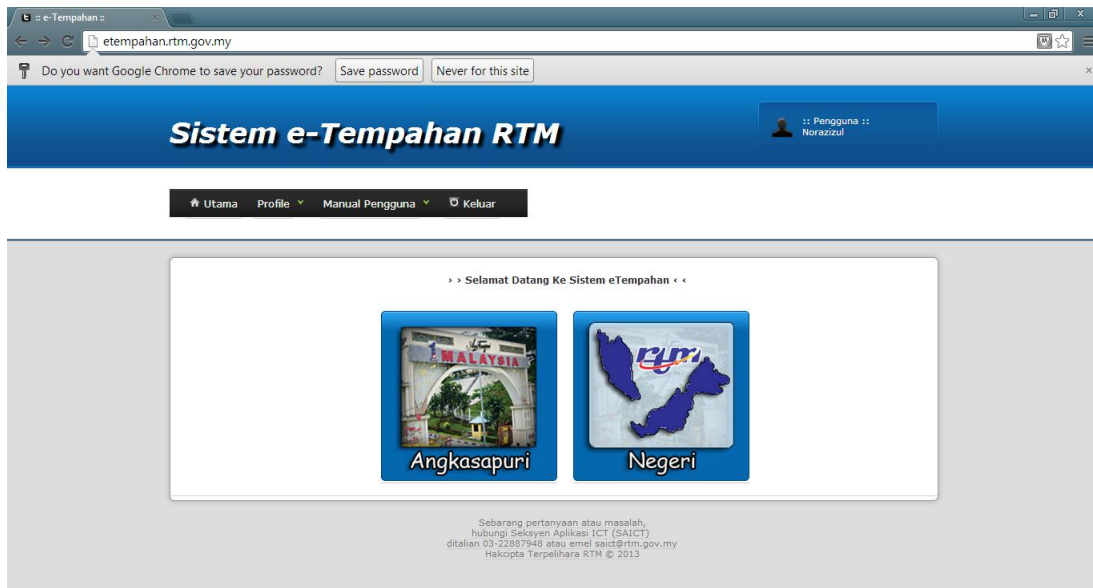 :: e-Tempahan ::
etempahan.rtm.gov.my
Do you want Google Chrome to save your password? Save password Never for this site
Sistem e-Tempahan RTM
:: Pengguna ::
Norazizul
Utama Profile Manual Pengguna Keluar
› › Selamat Datang Ke Sistem eTempahan ‹ ‹
1 MALAYSIA
rtm
Angkasapuri Negeri
Sebarang pertanyaan atau masalah,
hubungi Seksyen Aplikasi ICT (SAICT)
ditalian 03-22887948 atau emel saict@rtm.gov.my
Hakcipta Terpelihara RTM © 2013